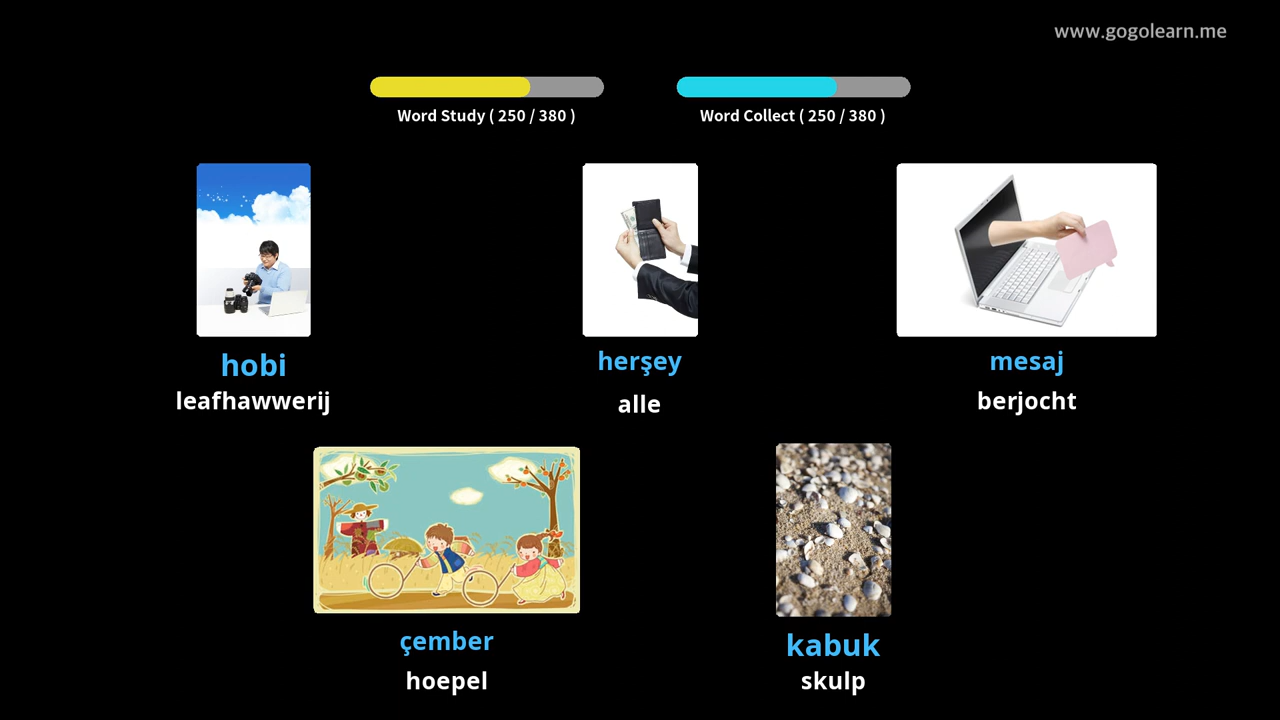 www.gogolearn.me
Word Study ( 250 / 380 )
Word Collect ( 250 / 380 )
hobi
leafhawwerij
herşey
alle
mesaj
berjocht
çember
hoepel
kabuk
skulp